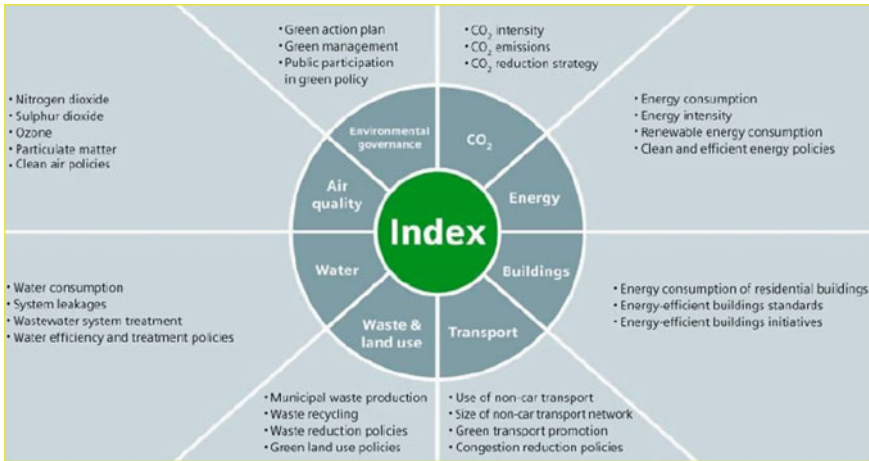 • Green action plan
• Green management
• Public participation
in green policy
• CO₂ intensity
• CO₂ emissions
• CO₂ reduction strategy
• Nitrogen dioxide
• Sulphur dioxide
• Ozone
• Particulate matter
• Clean air policies
• Energy consumption
• Energy intensity
• Renewable energy consumption
• Clean and efficient energy policies
Environmental
governance
CO₂
Air
quality
Energy
Index
Water
Buildings
Waste &
land use
Transport
• Water consumption
• System leakages
• Wastewater system treatment
• Water efficiency and treatment policies
• Energy consumption of residential buildings
• Energy-efficient buildings standards
• Energy-efficient buildings initiatives
• Municipal waste production
• Waste recycling
• Waste reduction policies
• Green land use policies
• Use of non-car transport
• Size of non-car transport network
• Green transport promotion
• Congestion reduction policies